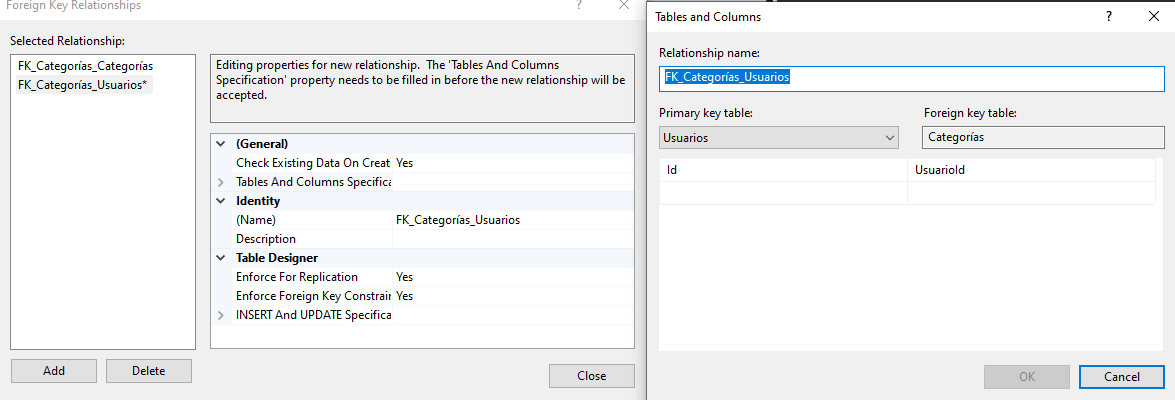 Foreign Key Relationships
?
Selected Relationship:
FK_Categorías_Categorías
FK_Categorías_Usuarios*
Editing properties for new relationship.  The 'Tables And Columns
Specification' property needs to be filled in before the new relationship will be
accepted.
(General)
Check Existing Data On Creat Yes
Tables And Columns Specifica
Identity
(Name) FK_Categorías_Usuarios
Description
Table Designer
Enforce For Replication Yes
Enforce Foreign Key Constrain Yes
INSERT And UPDATE Specifica
Add Delete
Close
Tables and Columns
?
Relationship name:
FK_Categorías_Usuarios
Primary key table: Foreign key table:
Usuarios Categorías
Id UsuarioId
OK Cancel